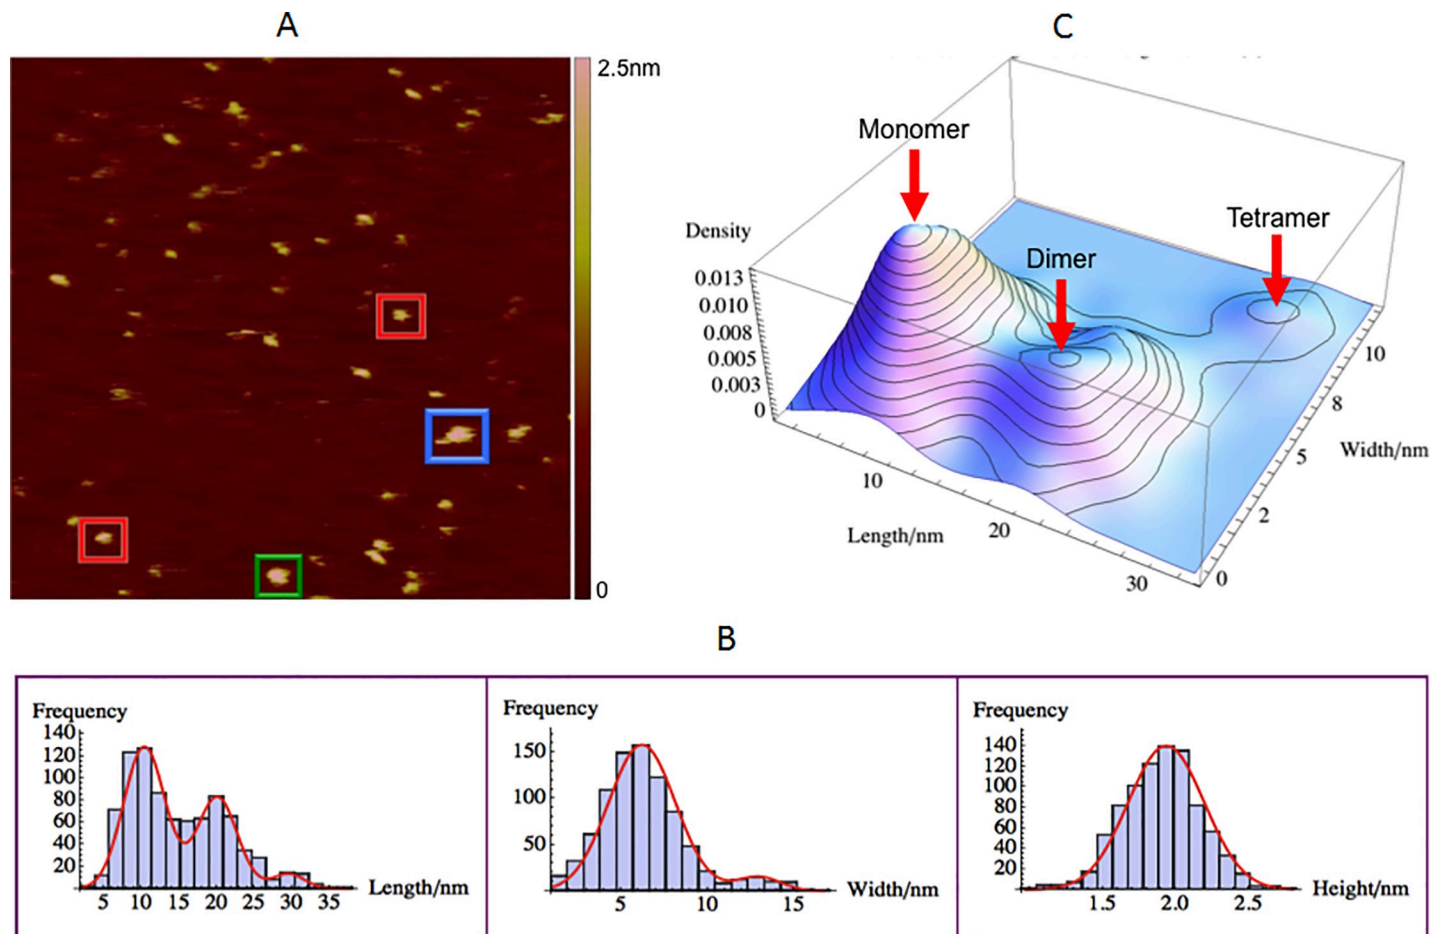 A
2.5nm
0
C
Monomer
Tetramer
Dimer
Density
0.013
0.010
0.008
0.005
0.003
0
10
20
30
Length/nm
0
2
5
8
10
Width/nm
B
Frequency
140
120
100
80
60
40
20
5 10 15 20 25 30 35
Length/nm
Frequency
150
100
50
5 10 15
Width/nm
Frequency
140
120
100
80
60
40
20
1.5 2.0 2.5
Height/nm